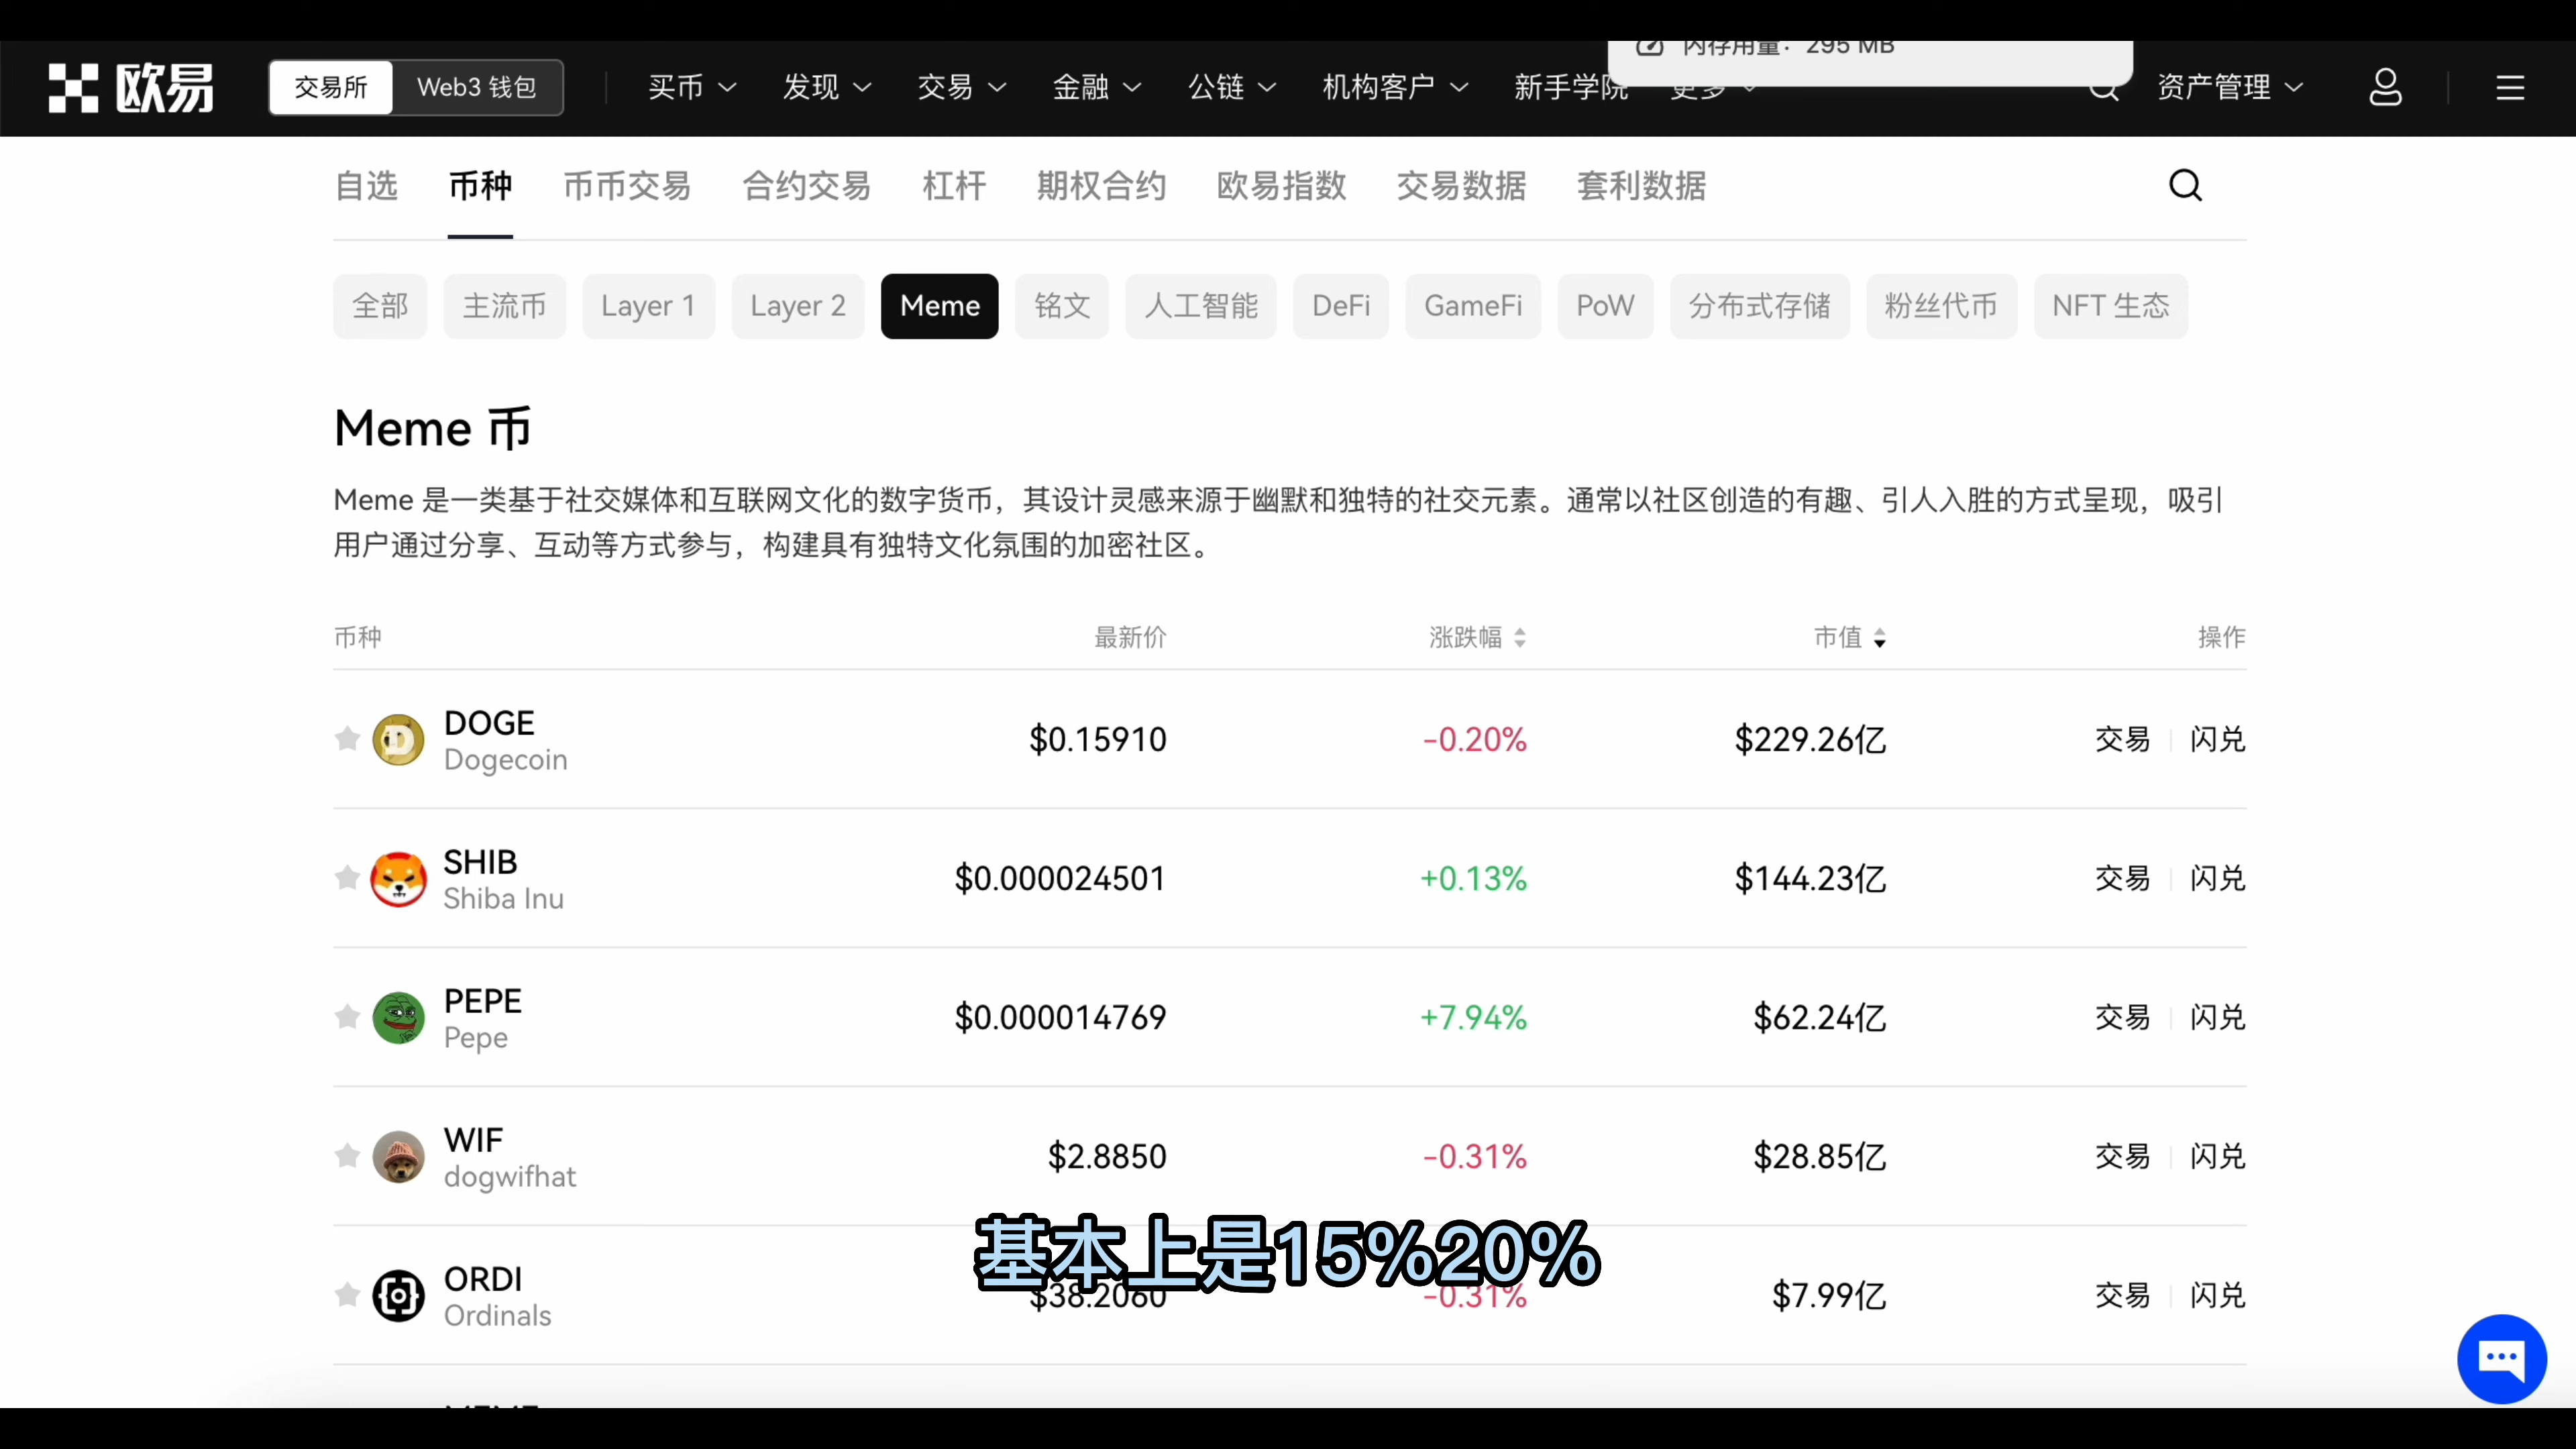 内存用量：295 MB
欧易 交易所 Web3 钱包 买币 发现 交易 金融 公链 机构客户 新手学院 更多 资产管理
自选 币种 币币交易 合约交易 杠杆 期权合约 欧易指数 交易数据 套利数据
全部 主流币 Layer 1 Layer 2 Meme 铭文 人工智能 DeFi GameFi PoW 分布式存储 粉丝代币 NFT 生态
Meme 币
Meme 是一类基于社交媒体和互联网文化的数字货币，其设计灵感来源于幽默和独特的社交元素。通常以社区创造的有趣、引人入胜的方式呈现，吸引
用户通过分享、互动等方式参与，构建具有独特文化氛围的加密社区。
币种 最新价 涨跌幅 市值 操作
DOGE
Dogecoin
$0.15910 -0.20% $229.26亿 交易 闪兑
SHIB
Shiba Inu
$0.000024501 +0.13% $144.23亿 交易 闪兑
PEPE
Pepe
$0.000014769 +7.94% $62.24亿 交易 闪兑
WIF
dogwifhat
$2.8850 -0.31% $28.85亿 交易 闪兑
基本上是15%20%
ORDI
Ordinals
$38.2060 -0.31% $7.99亿 交易 闪兑